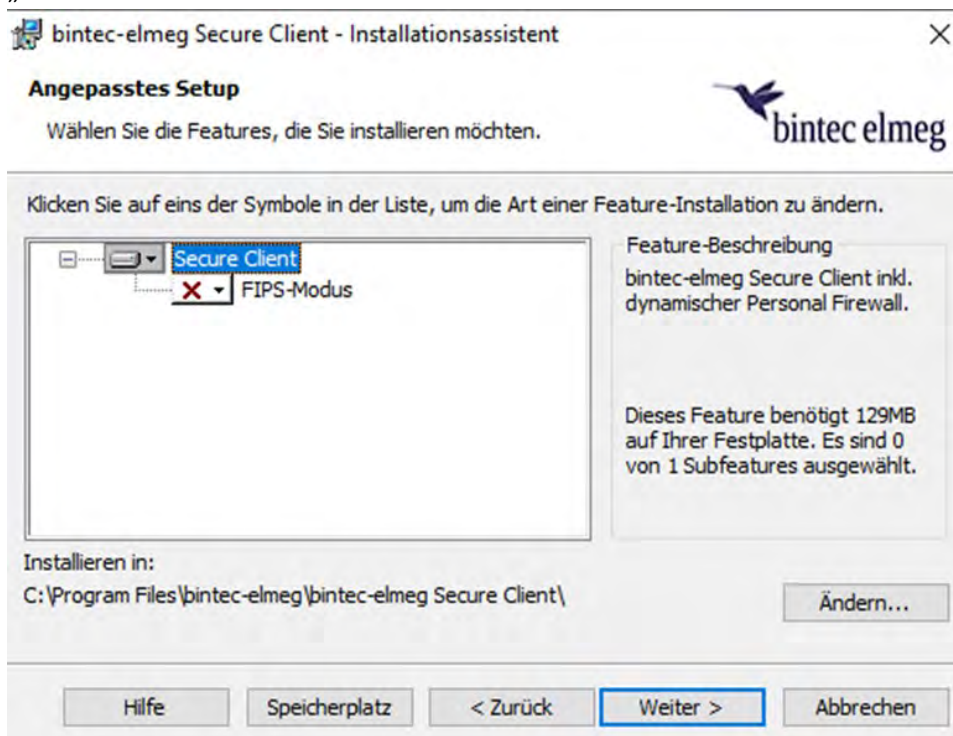 "
bintec-elmeg Secure Client - Installationsassistent
Angepasstes Setup
Wählen Sie die Features, die Sie installieren möchten.
bintec elmeg
Klicken Sie auf eins der Symbole in der Liste, um die Art einer Feature-Installation zu ändern.
Secure Client
FIPS-Modus
Feature-Beschreibung
bintec-elmeg Secure Client inkl.
dynamischer Personal Firewall.
Dieses Feature benötigt 129MB
auf Ihrer Festplatte. Es sind 0
von 1 Subfeatures ausgewählt.
Installieren in:
C:\Program Files\bintec-elmeg\bintec-elmeg Secure Client\
Ändern...
Hilfe
Speicherplatz
< Zurück
Weiter >
Abbrechen